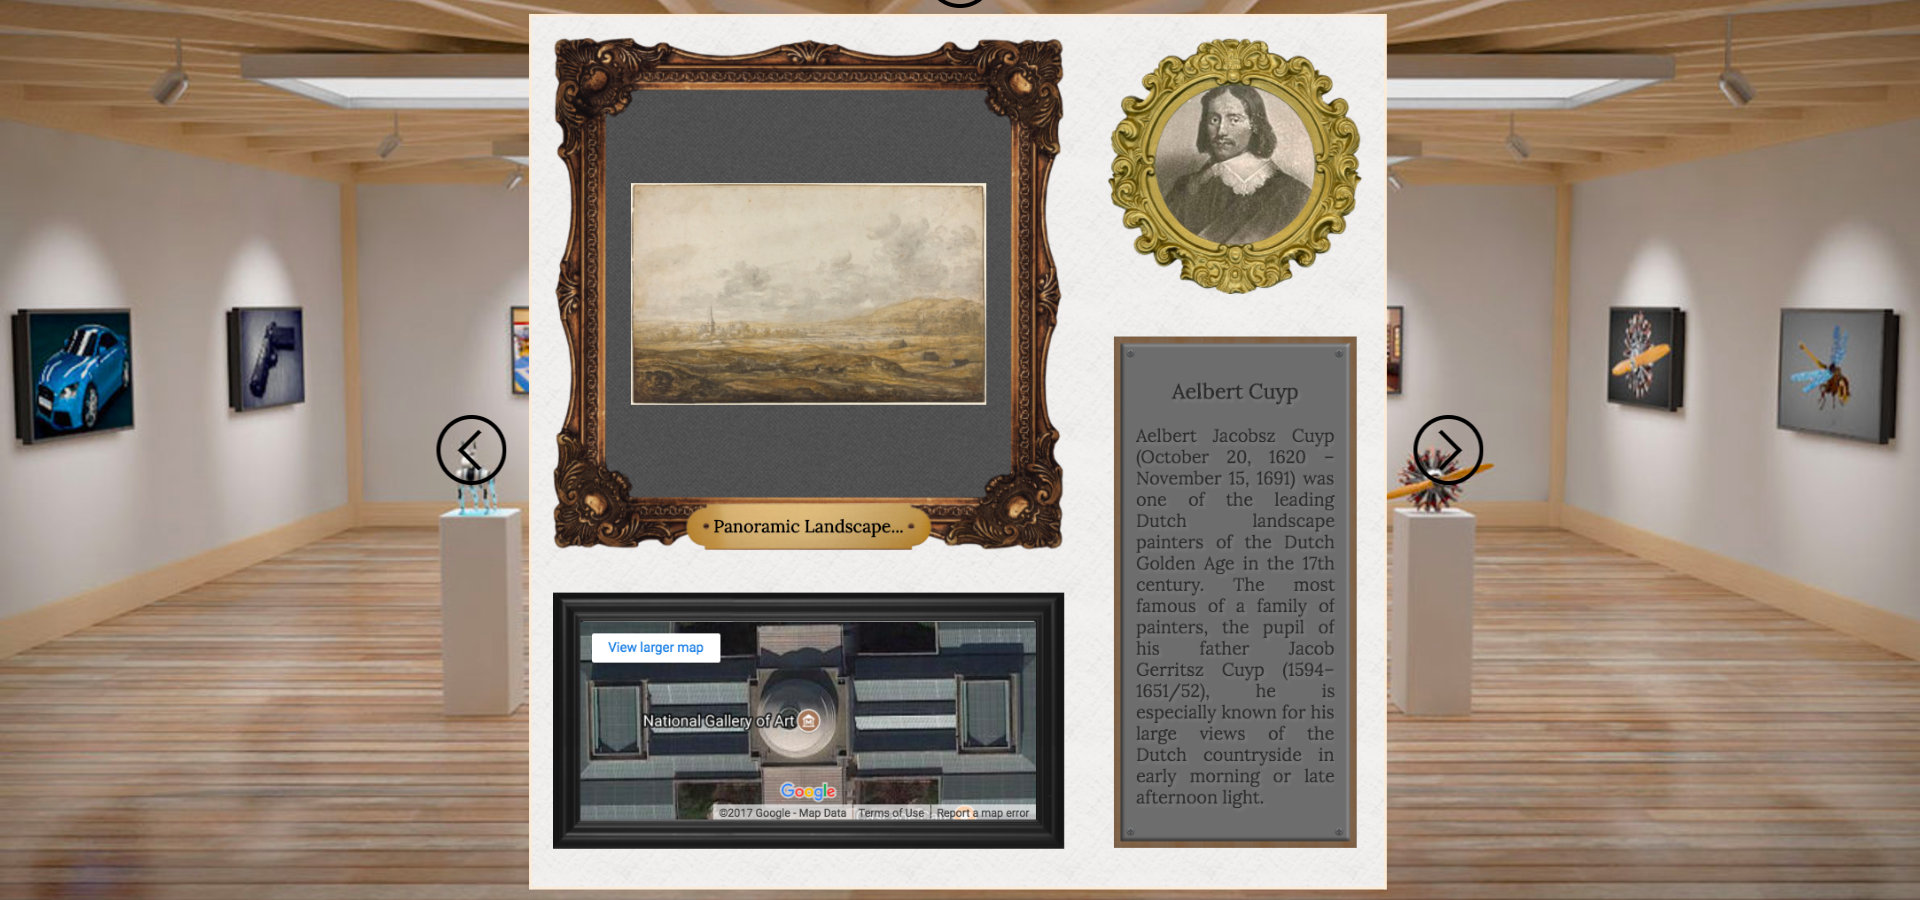 Panoramic Landscape...
View larger map
National Gallery of Art
Google
©2017 Google - Map Data
Terms of Use
Report a map error
Aelbert Cuyp
Aelbert Jacobsz Cuyp
(October 20, 1620 –
November 15, 1691) was
one of the leading
Dutch landscape
painters of the Dutch
Golden Age in the 17th
century. The most
famous of a family of
painters, the pupil of
his father Jacob
Gerritsz Cuyp (1594–
1651/52), he is
especially known for his
large views of the
Dutch countryside in
early morning or late
afternoon light.